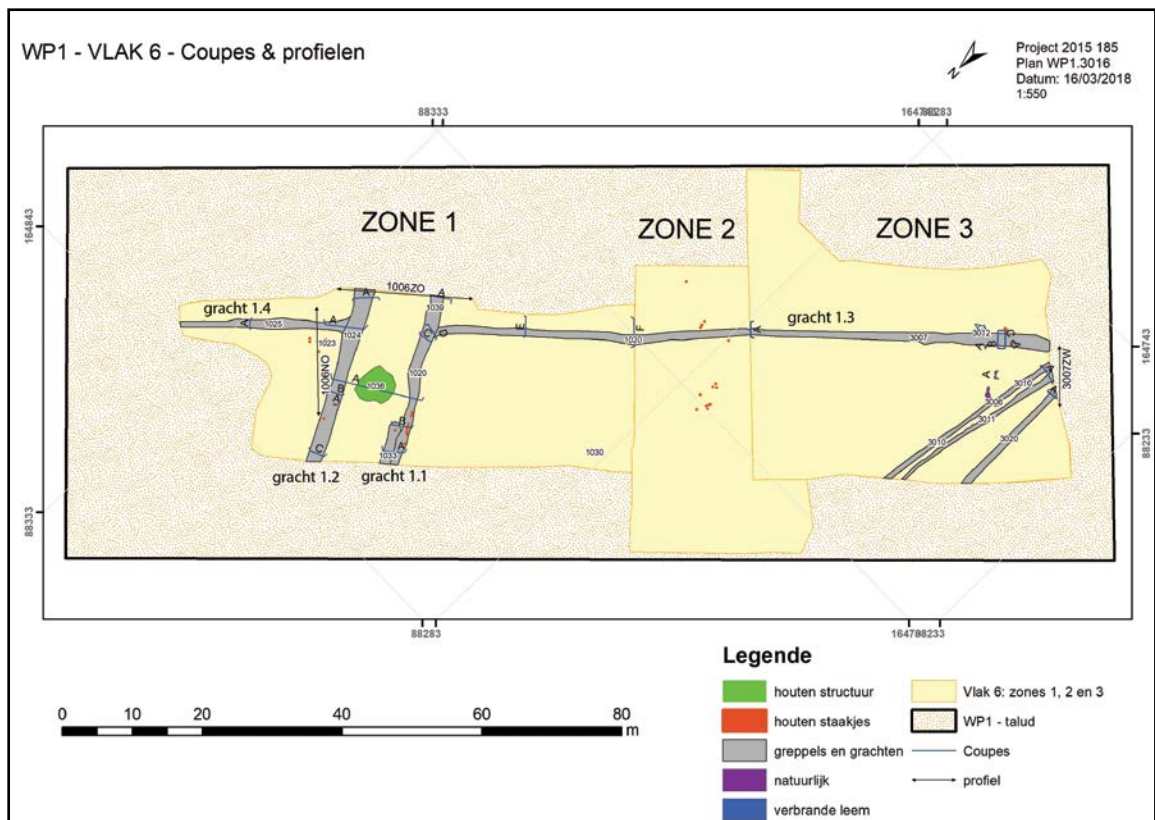 WP1 - VLAK 6 - Coupes & profielen
N
Project 2015 185
Plan WP1.3016
Datum: 16/03/2018
1:550
88333
88283
164843
ZONE 1
ZONE 2
ZONE 3
1006ZO
gracht 1.4
A
1025
A
1023
1024
A
A
1039
C
E
F
1020
A
gracht 1.3
3007
3012
164743
3007ZW
1006NO
A
B
A
1036
1020
B
A
1033
C
gracht 1.2
gracht 1.1
1030
A
3006
3010
3011
3010
3020
88233
88333
88283
Legende
houten structuur
Vlak 6: zones 1, 2 en 3
houten staakjes
WP1 - talud
greppels en grachten
Coupes
natuurlijk
profiel
verbrande leem
0 10 20 40 60 80
m